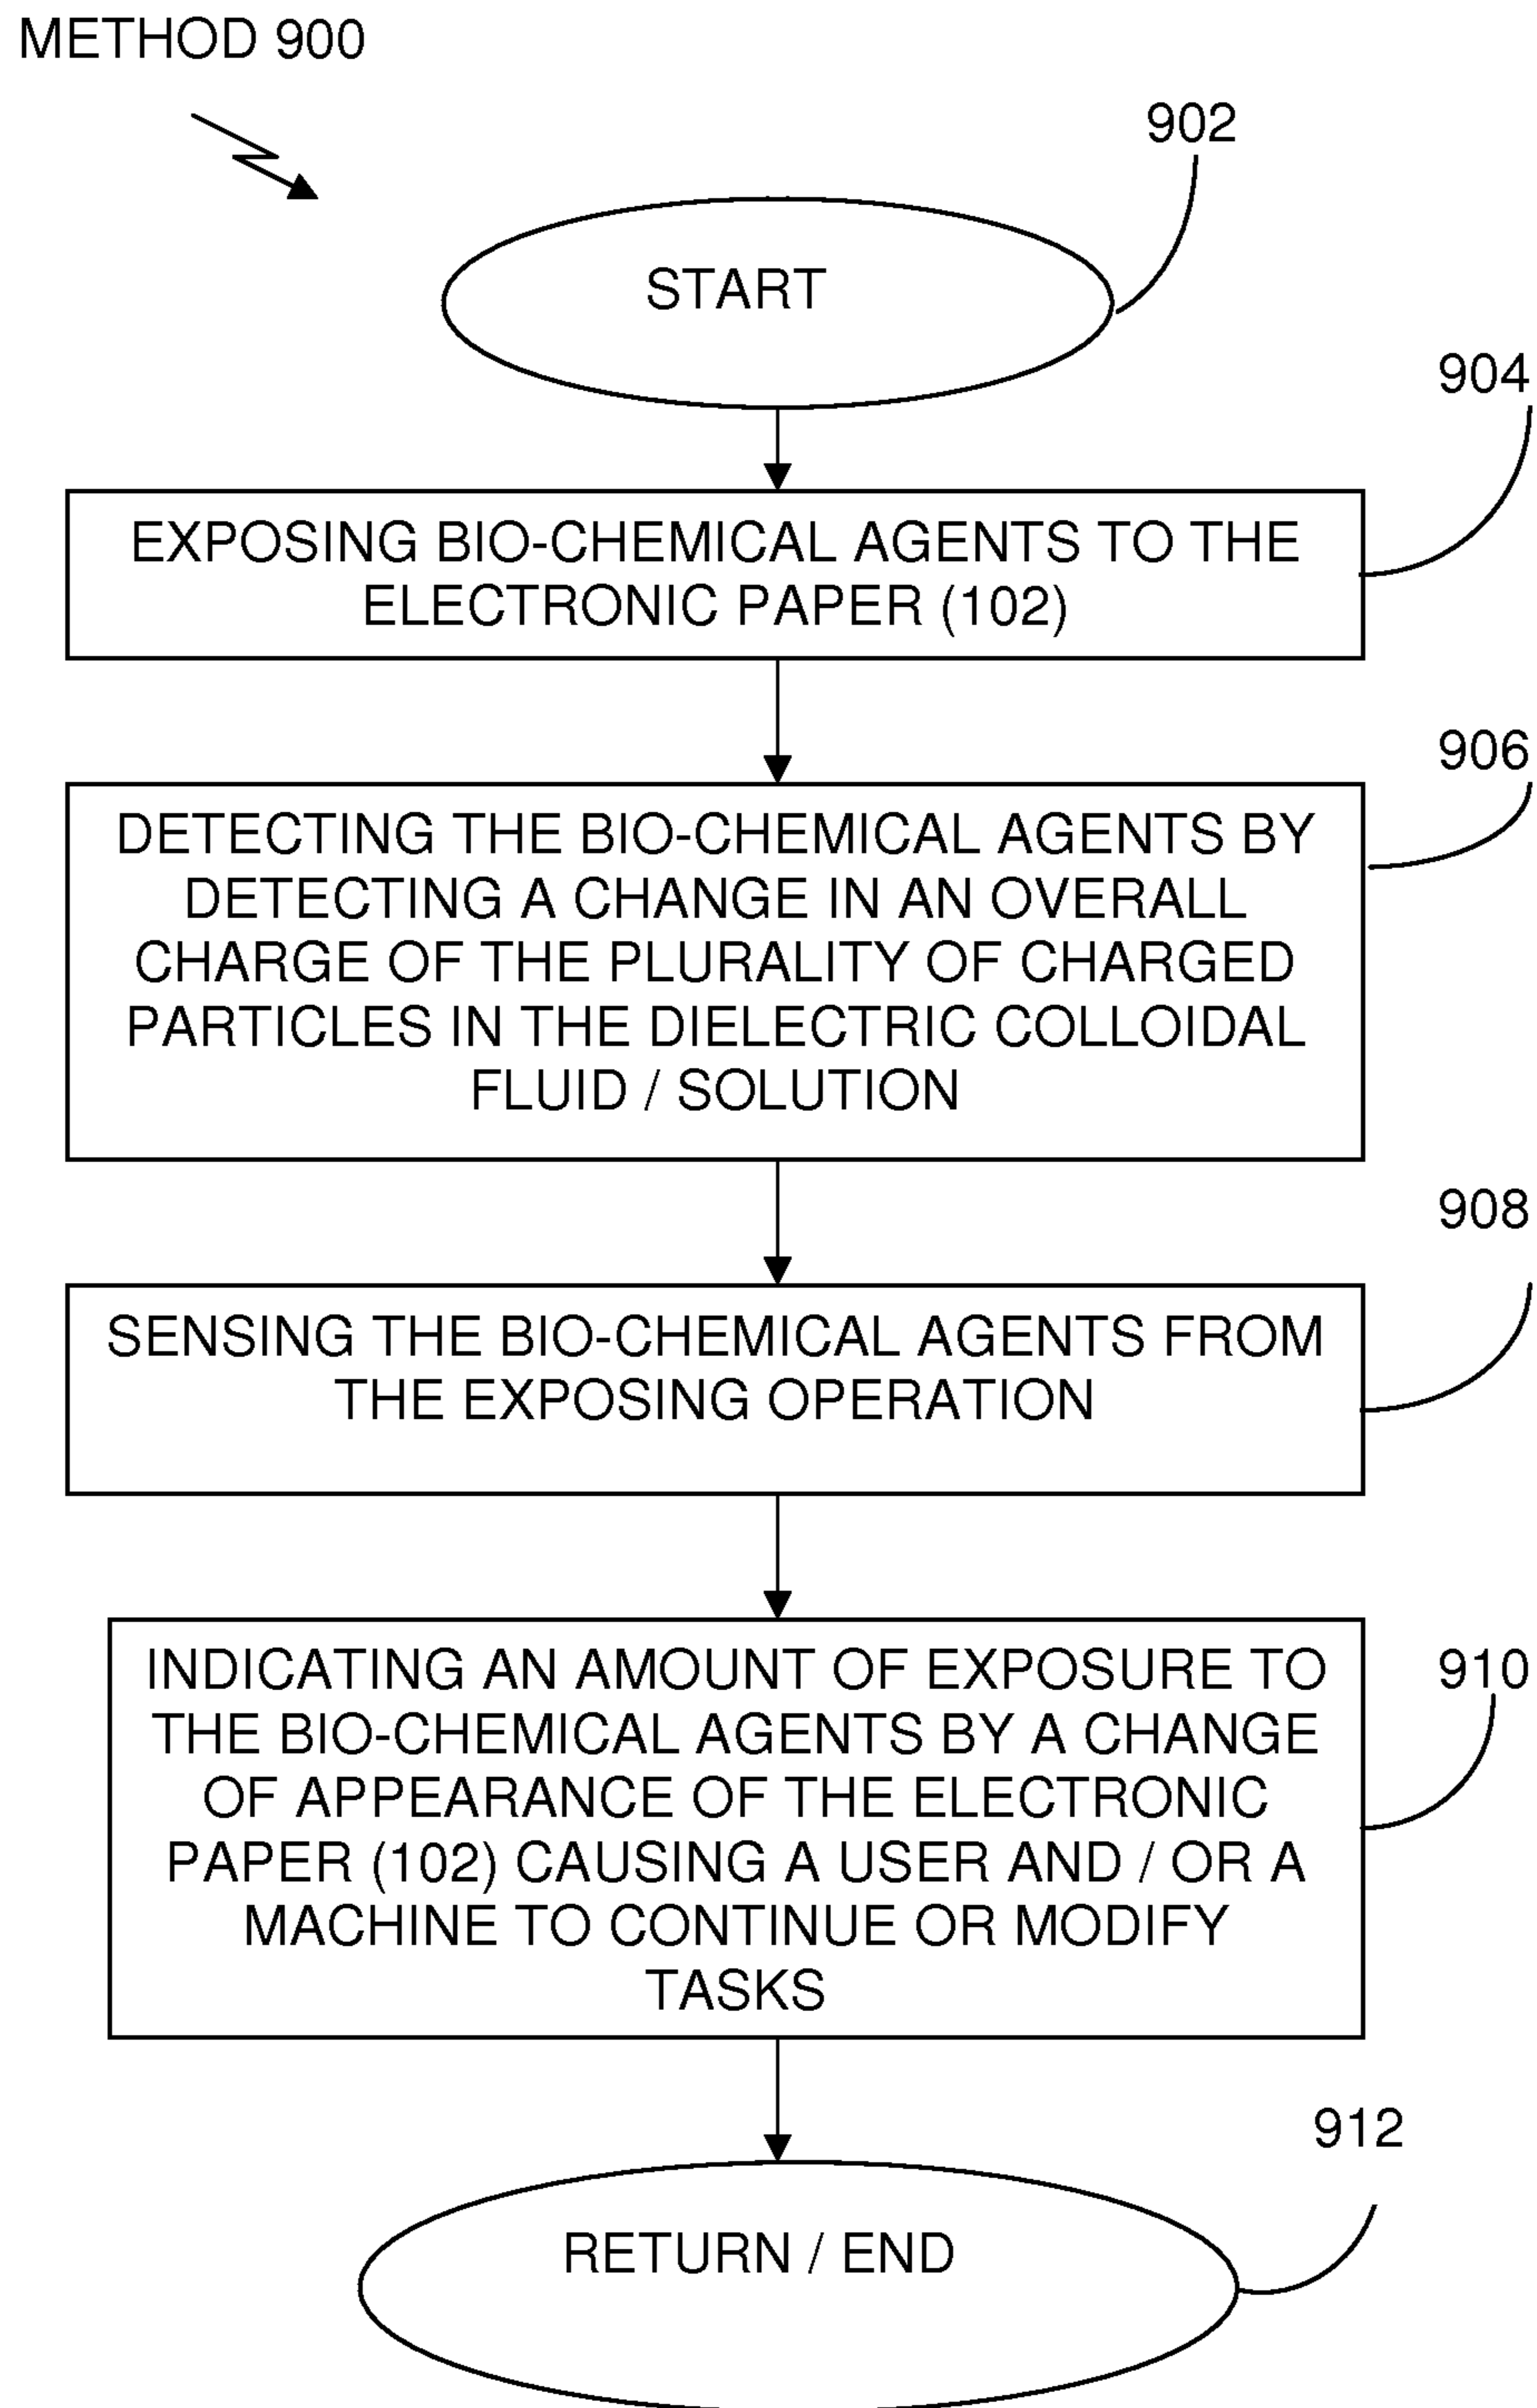 METHOD 900
902
START
904
EXPOSING BIO-CHEMICAL AGENTS TO THE
ELECTRONIC PAPER (102)
906
DETECTING THE BIO-CHEMICAL AGENTS BY
DETECTING A CHANGE IN AN OVERALL
CHARGE OF THE PLURALITY OF CHARGED
PARTICLES IN THE DIELECTRIC COLLOIDAL
FLUID / SOLUTION
908
SENSING THE BIO-CHEMICAL AGENTS FROM
THE EXPOSING OPERATION
910
INDICATING AN AMOUNT OF EXPOSURE TO
THE BIO-CHEMICAL AGENTS BY A CHANGE
OF APPEARANCE OF THE ELECTRONIC
PAPER (102) CAUSING A USER AND / OR A
MACHINE TO CONTINUE OR MODIFY
TASKS
912
RETURN / END